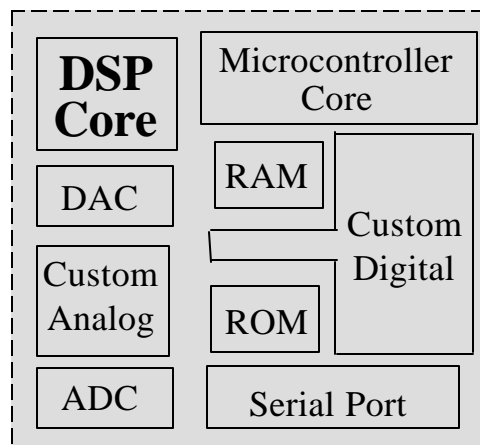 DSP
Core
Microcontroller
Core
DAC
RAM
Custom
Digital
Custom
Analog
ROM
ADC
Serial Port